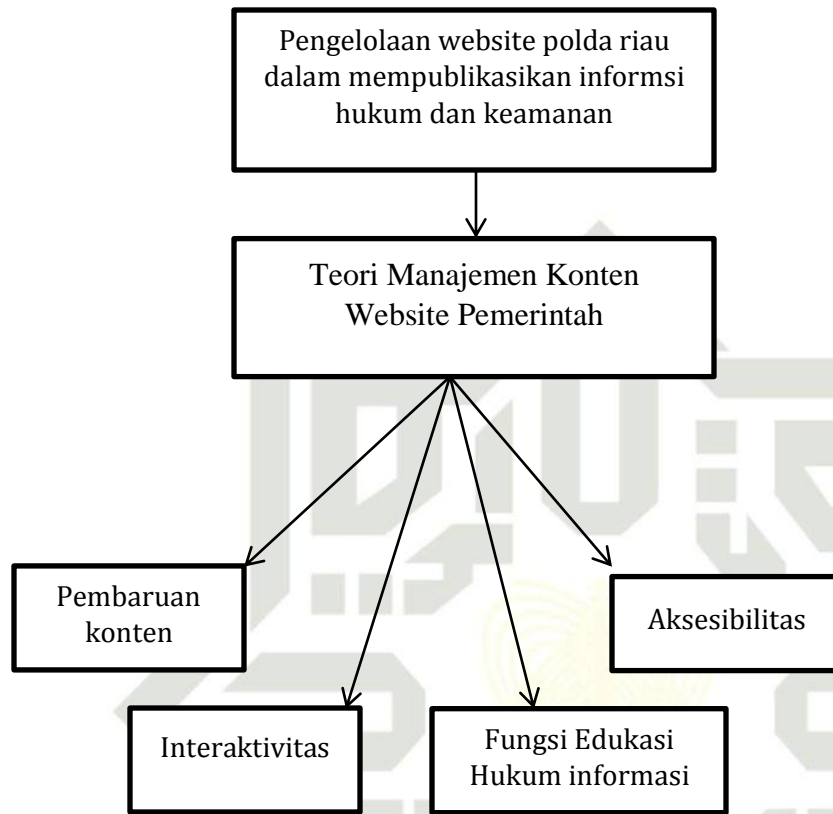 Pengelolaan website polda riau
dalam mempublikasikan informsi
hukum dan keamanan
Teori Manajemen Konten
Website Pemerintah
Pembaruan
konten
Aksesibilitas
Interaktivitas
Fungsi Edukasi
Hukum informasi